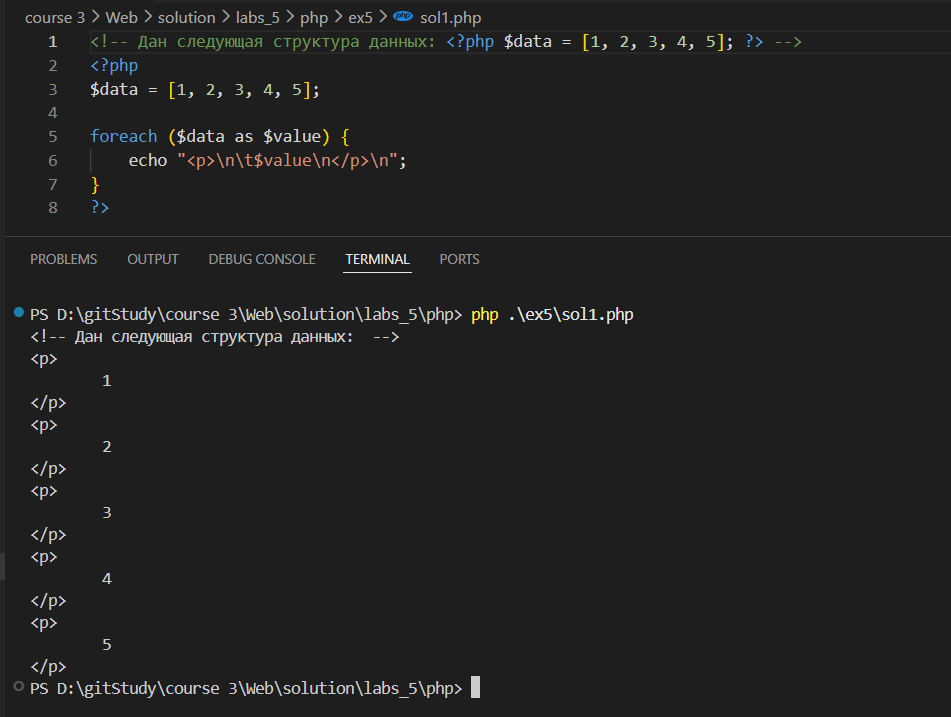 course 3 > Web > solution > labs_5 > php > ex5 > php sol1.php
1 <!-- Дан следующая структура данных: <?php $data = [1, 2, 3, 4, 5]; ?> -->
2 <?php
3 $data = [1, 2, 3, 4, 5];
4
5 foreach ($data as $value) {
6     echo "<p>\n\t$value\n</p>\n";
7 }
8 ?>
PROBLEMS OUTPUT DEBUG CONSOLE TERMINAL PORTS
PS D:\gitStudy\course 3\Web\solution\labs_5\php> php .\ex5\sol1.php
<!-- Дан следующая структура данных:  -->
<p>
        1
</p>
<p>
        2
</p>
<p>
        3
</p>
<p>
        4
</p>
<p>
        5
</p>
PS D:\gitStudy\course 3\Web\solution\labs_5\php>